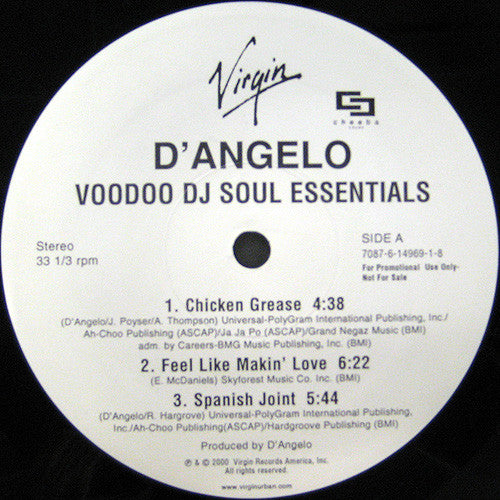 Virgin
cheeba
SOUND
D'ANGELO
VOODOO DJ SOUL ESSENTIALS
Stereo
33 1/3 rpm
SIDE A
7087-6-14969-1-8
For Promotional Use Only-
Not For Sale
1. Chicken Grease 4:38
(D'Angelo/J. Poyser/A. Thompson) Universal-PolyGram International Publishing, Inc./
Ah-Choo Publishing (ASCAP)/Ja Ja Po (ASCAP)/Grand Negaz Music (BMI)
adm. by Careers-BMG Music Publishing, Inc. (BMI)
2. Feel Like Makin' Love 6:22
(E. McDaniels) Skyforest Music Co. Inc. (BMI)
3. Spanish Joint 5:44
(D'Angelo/R. Hargrove) Universal-PolyGram International Publishing,
Inc./Ah-Choo Publishing(ASCAP)/Hardgroove Publishing (BMI)
Produced by D'Angelo
℗ & © 2000 Virgin Records America, Inc.
All rights reserved.
www.virginurban.com